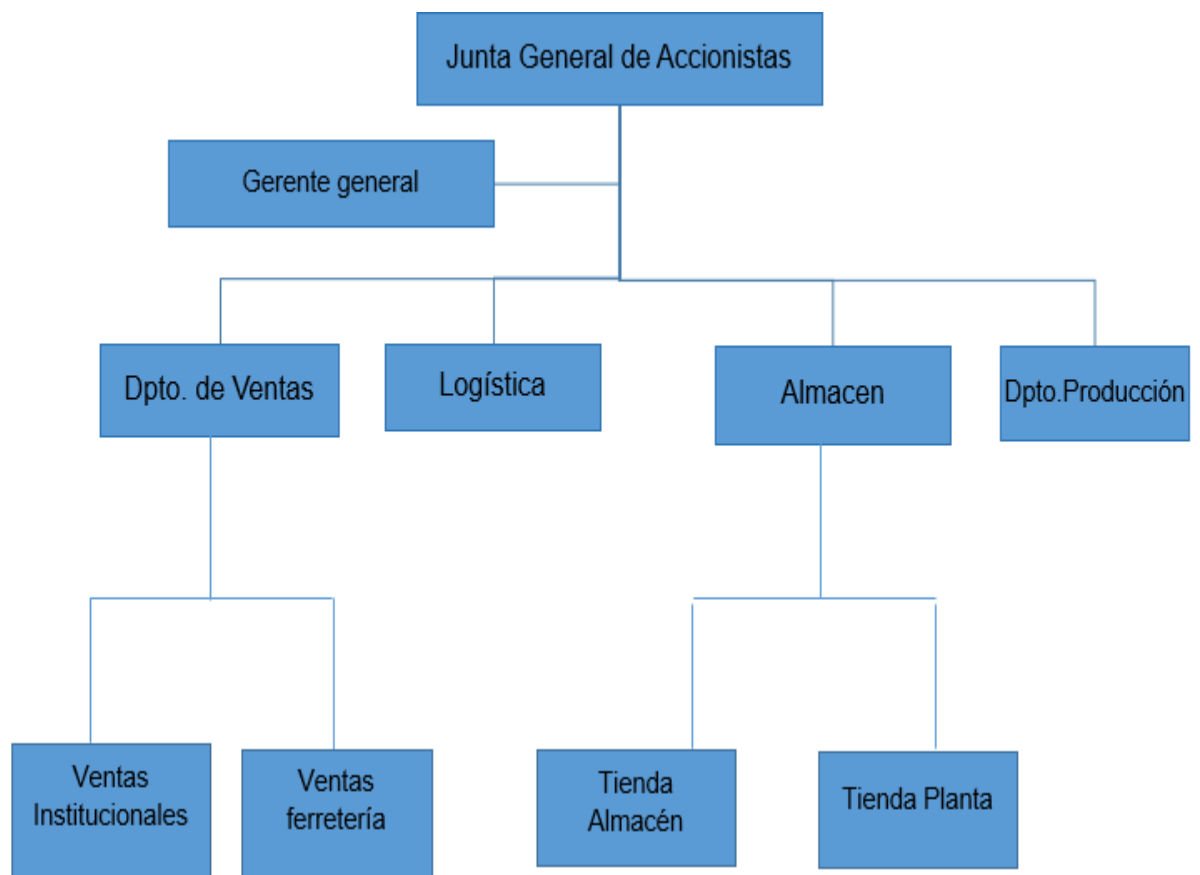 Junta General de Accionistas
Gerente general
Dpto. de Ventas
Logística
Almacen
Dpto.Producción
Ventas
Institucionales
Ventas
ferretería
Tienda
Almacén
Tienda Planta